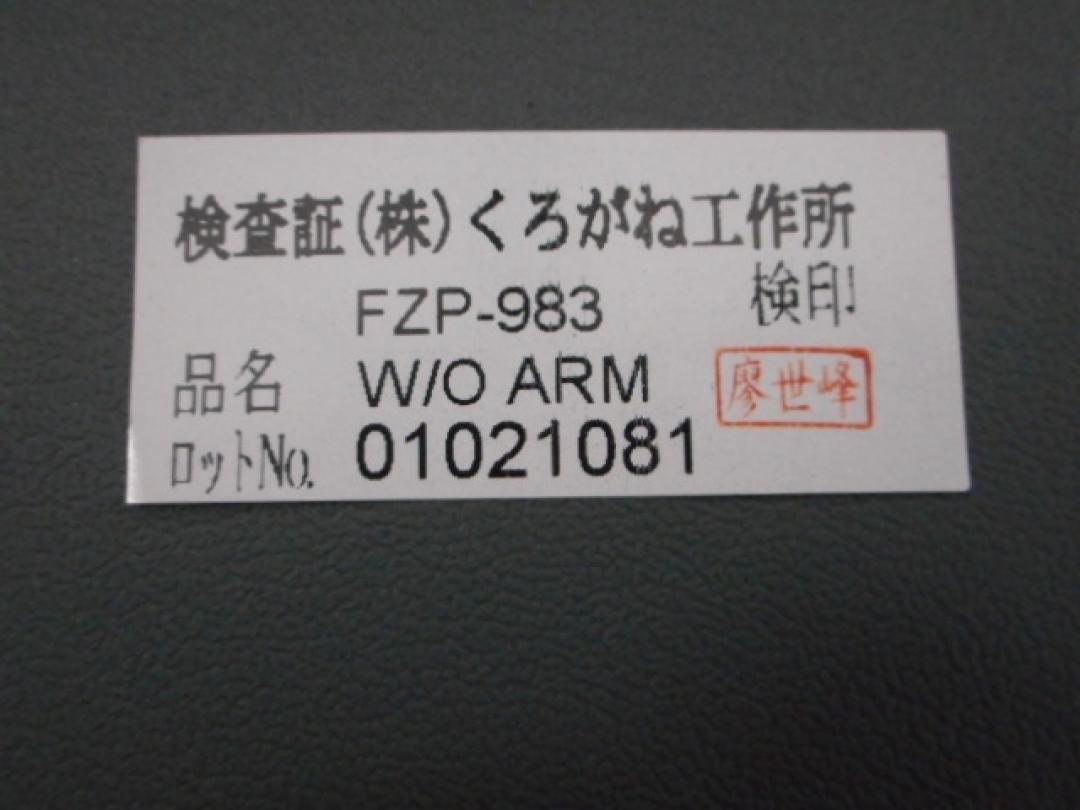 検査証(株)くろがね工作所
FZP-983 検印
品名 W/O ARM 廖世峰
ロットNo. 01021081